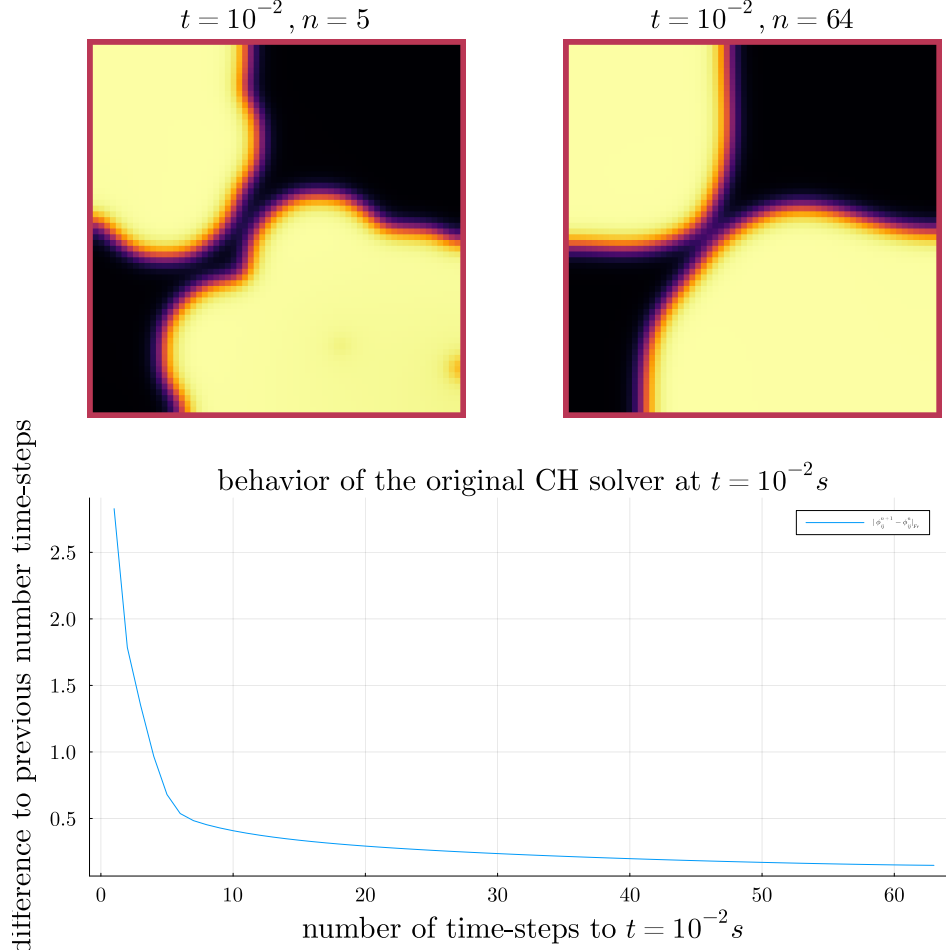 t = 10⁻², n = 5
t = 10⁻², n = 64
behavior of the original CH solver at t = 10⁻²s
difference to previous number time-steps
2.5
2.0
1.5
1.0
0.5
0 10 20 30 40 50 60
number of time-steps to t = 10⁻²s